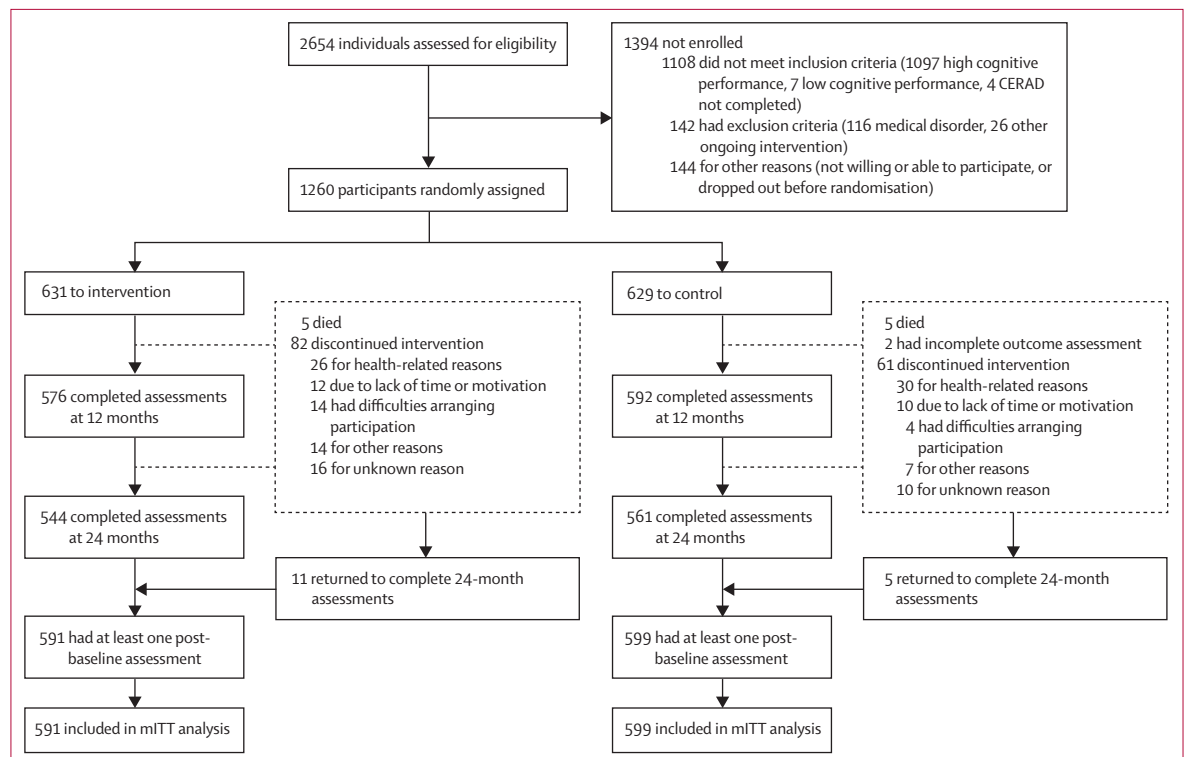 2654 individuals assessed for eligibility
1394 not enrolled
1108 did not meet inclusion criteria (1097 high cognitive
performance, 7 low cognitive performance, 4 CERAD
not completed)
142 had exclusion criteria (116 medical disorder, 26 other
ongoing intervention)
144 for other reasons (not willing or able to participate, or
dropped out before randomisation)
1260 participants randomly assigned
631 to intervention
5 died
82 discontinued intervention
26 for health-related reasons
12 due to lack of time or motivation
14 had difficulties arranging
participation
14 for other reasons
16 for unknown reason
576 completed assessments
at 12 months
544 completed assessments
at 24 months
11 returned to complete 24-month
assessments
591 had at least one post-
baseline assessment
591 included in mITT analysis
629 to control
5 died
2 had incomplete outcome assessment
61 discontinued intervention
30 for health-related reasons
10 due to lack of time or motivation
4 had difficulties arranging
participation
7 for other reasons
10 for unknown reason
592 completed assessments
at 12 months
561 completed assessments
at 24 months
5 returned to complete 24-month
assessments
599 had at least one post-
baseline assessment
599 included in mITT analysis